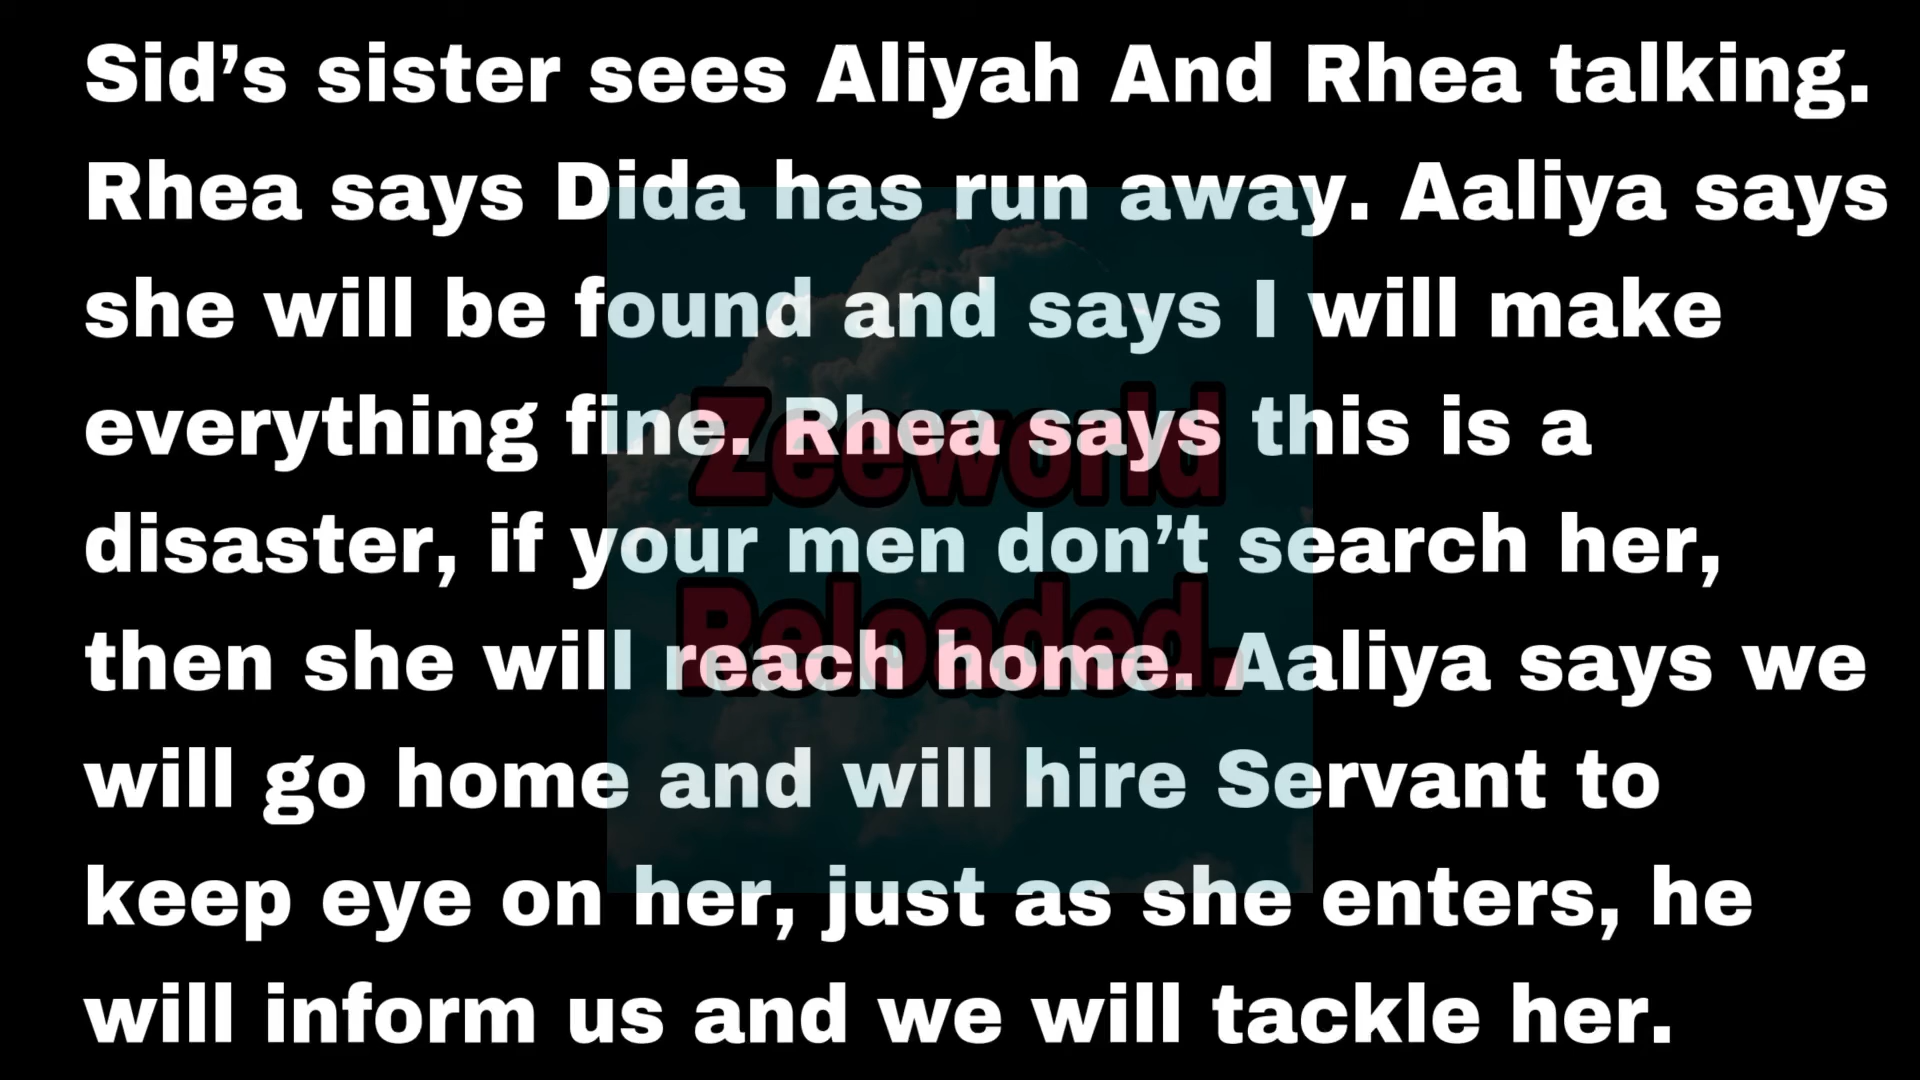 Sid’s sister sees Aliyah And Rhea talking.
Rhea says Dida has run away. Aaliya says
she will be found and says I will make
everything fine. Rhea says this is a
disaster, if your men don’t search her,
then she will reach home. Aaliya says we
will go home and will hire Servant to
keep eye on her, just as she enters, he
will inform us and we will tackle her.
Zeeworld
Reloaded.